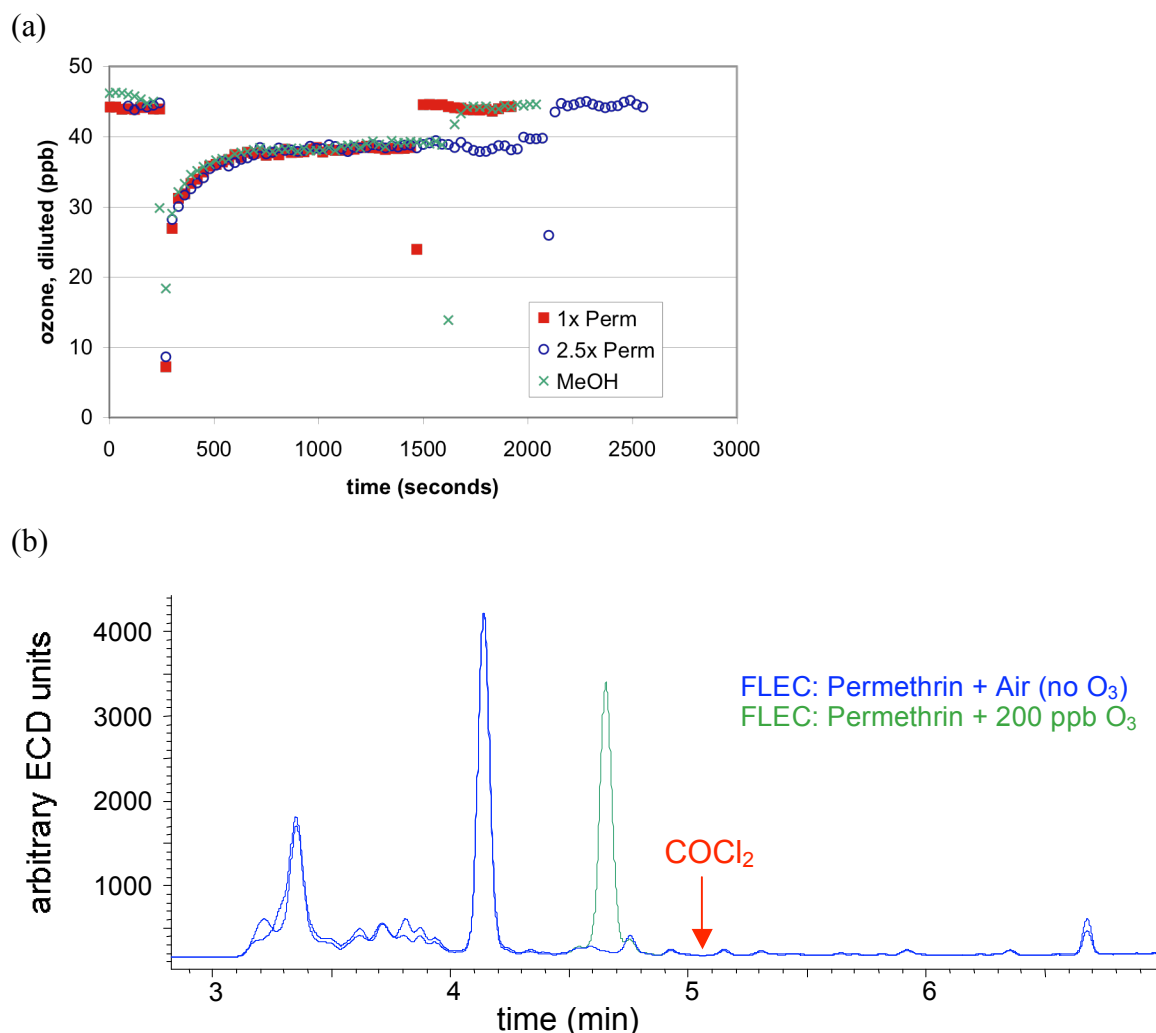 (a)
50
40
30
20
10
0
ozone, diluted (ppb)
1x Perm
2.5x Perm
MeOH
0 500 1000 1500 2000 2500 3000
time (seconds)
(b)
4000
3000
2000
1000
arbitrary ECD units
FLEC: Permethrin + Air (no O₃)
FLEC: Permethrin + 200 ppb O₃
COCl₂
3 4 5 6
time (min)